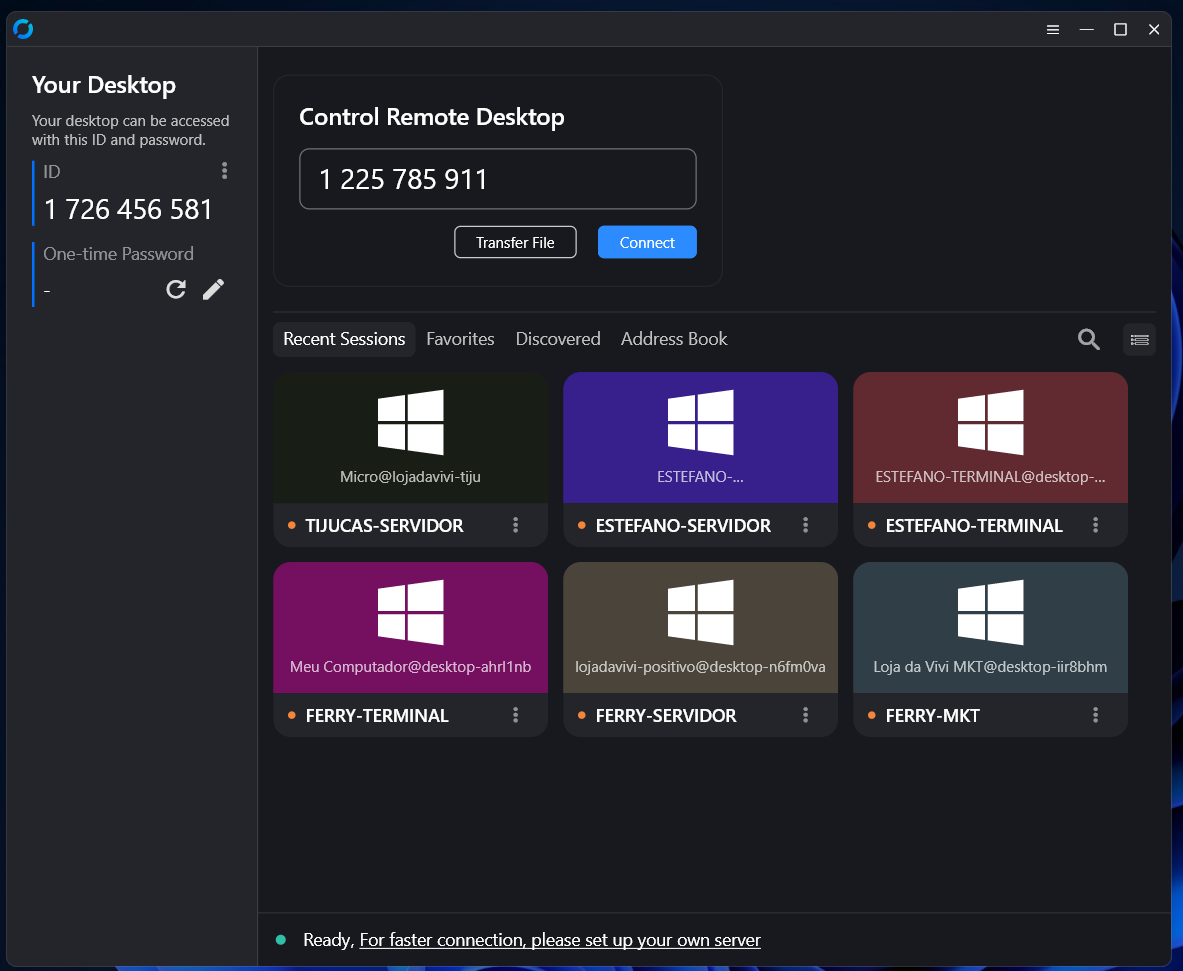 Your Desktop
Your desktop can be accessed
with this ID and password.
ID
1 726 456 581
One-time Password
-
Control Remote Desktop
1 225 785 911
Transfer File
Connect
Recent Sessions
Favorites
Discovered
Address Book
Micro@lojadavivi-tiju
TIJUCAS-SERVIDOR
ESTEFANO-...
ESTEFANO-SERVIDOR
ESTEFANO-TERMINAL@desktop-...
ESTEFANO-TERMINAL
Meu Computador@desktop-ahrl1nb
FERRY-TERMINAL
lojadavivi-positivo@desktop-n6fm0va
FERRY-SERVIDOR
Loja da Vivi MKT@desktop-iir8bhm
FERRY-MKT
Ready, For faster connection, please set up your own server